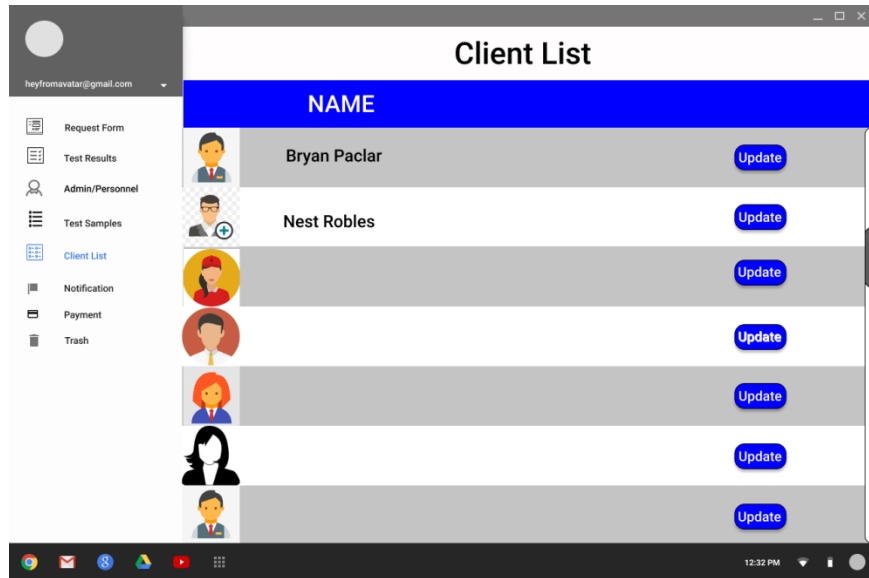 Client List
heyfromavatar@gmail.com
NAME
Request Form
Test Results
Admin/Personnel
Test Samples
Client List
Notification
Payment
Trash
Bryan Paclar
Update
Nest Robles
Update
Update
Update
Update
Update
Update
12:32 PM